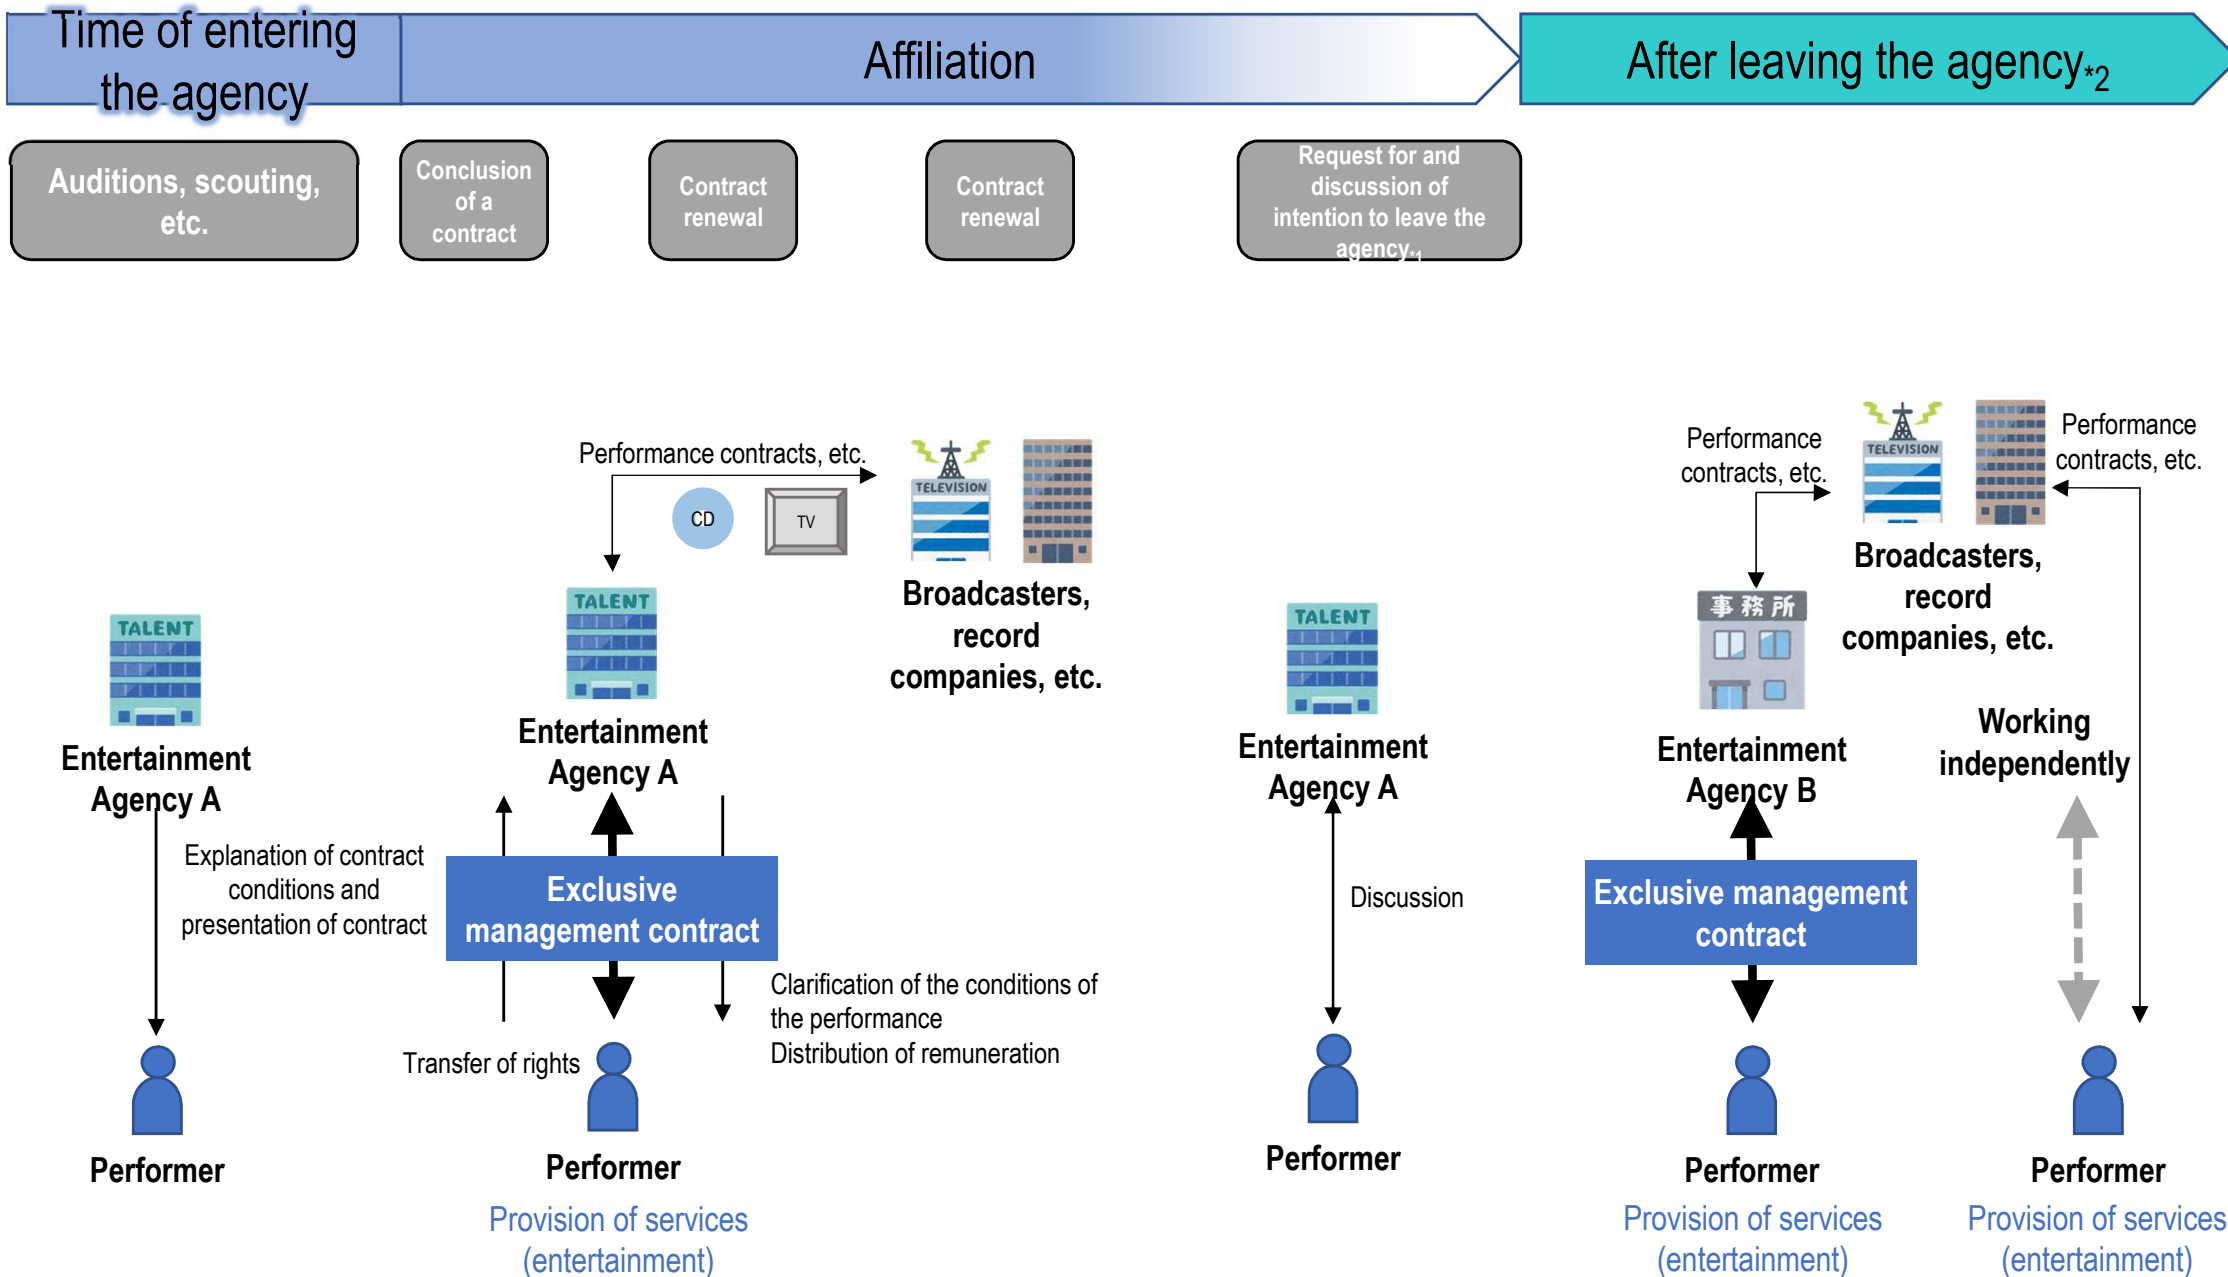 Time of entering
the agency
Affiliation
After leaving the agency*2
Auditions, scouting,
etc.
Conclusion
of a
contract
Contract
renewal
Contract
renewal
Request for and
discussion of
intention to leave the
agency*1
Entertainment
Agency A
TALENT
Explanation of contract
conditions and
presentation of contract
Performer
Performance contracts, etc.
CD
TV
TELEVISION
Broadcasters,
record
companies, etc.
TALENT
Entertainment
Agency A
Exclusive
management contract
Transfer of rights
Clarification of the conditions of
the performance
Distribution of remuneration
Performer
Provision of services
(entertainment)
TALENT
Entertainment
Agency A
Discussion
Performer
Performance
contracts, etc.
TELEVISION
Performance
contracts, etc.
Broadcasters,
record
companies, etc.
事務所
Entertainment
Agency B
Working
independently
Exclusive management
contract
Performer
Provision of services
(entertainment)
Performer
Provision of services
(entertainment)